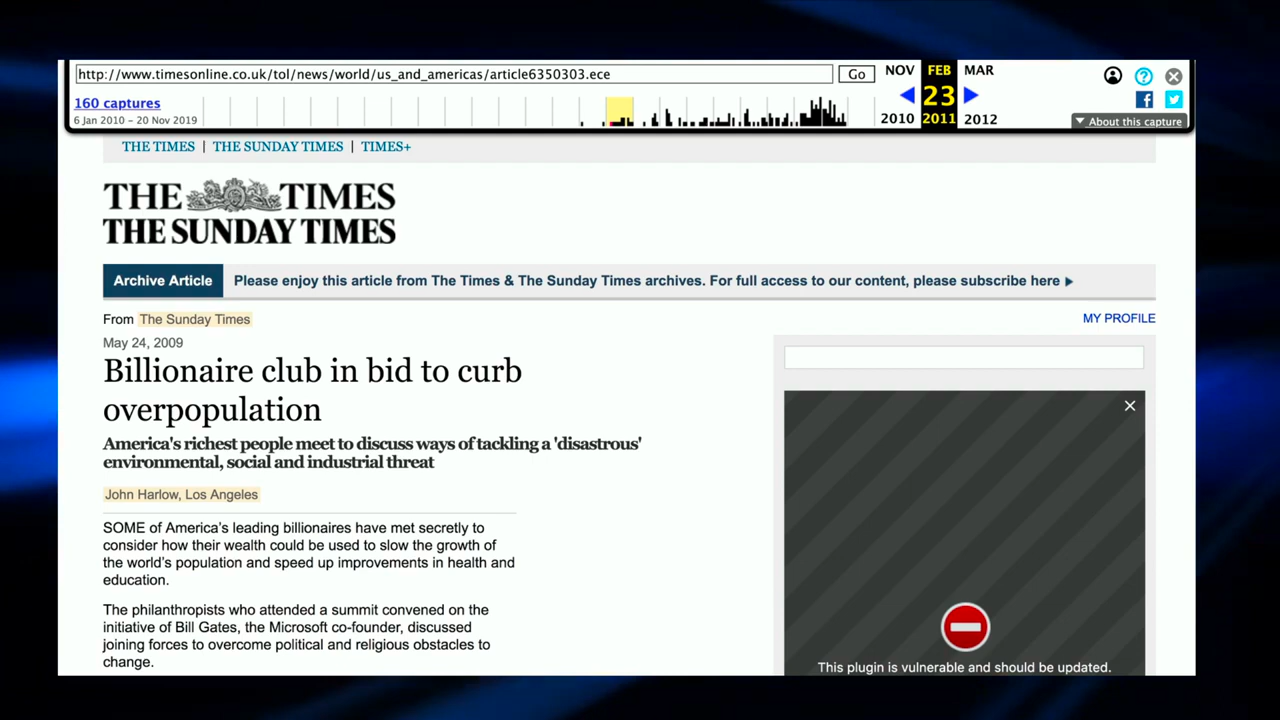 http://www.timesonline.co.uk/tol/news/world/us_and_americas/article6350303.ece
Go
NOV FEB MAR
160 captures
23
6 Jan 2010 – 20 Nov 2019
2010 2011 2012
About this capture
THE TIMES | THE SUNDAY TIMES | TIMES+
THE TIMES
THE SUNDAY TIMES
Archive Article Please enjoy this article from The Times & The Sunday Times archives. For full access to our content, please subscribe here
From The Sunday Times
MY PROFILE
May 24, 2009
Billionaire club in bid to curb
overpopulation
America's richest people meet to discuss ways of tackling a 'disastrous'
environmental, social and industrial threat
John Harlow, Los Angeles
SOME of America’s leading billionaires have met secretly to
consider how their wealth could be used to slow the growth of
the world’s population and speed up improvements in health and
education.
The philanthropists who attended a summit convened on the
initiative of Bill Gates, the Microsoft co-founder, discussed
joining forces to overcome political and religious obstacles to
change.
This plugin is vulnerable and should be updated.